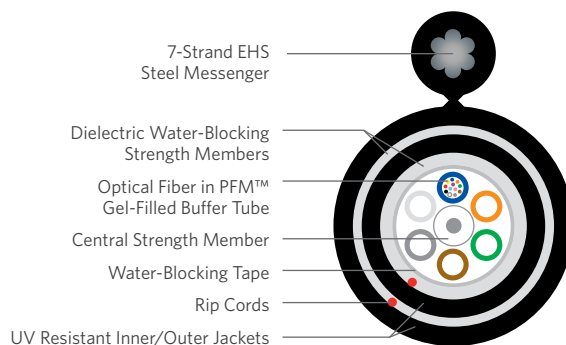 7-Strand EHS
Steel Messenger
Dielectric Water-Blocking
Strength Members
Optical Fiber in PFM™
Gel-Filled Buffer Tube
Central Strength Member
Water-Blocking Tape
Rip Cords
UV Resistant Inner/Outer Jackets